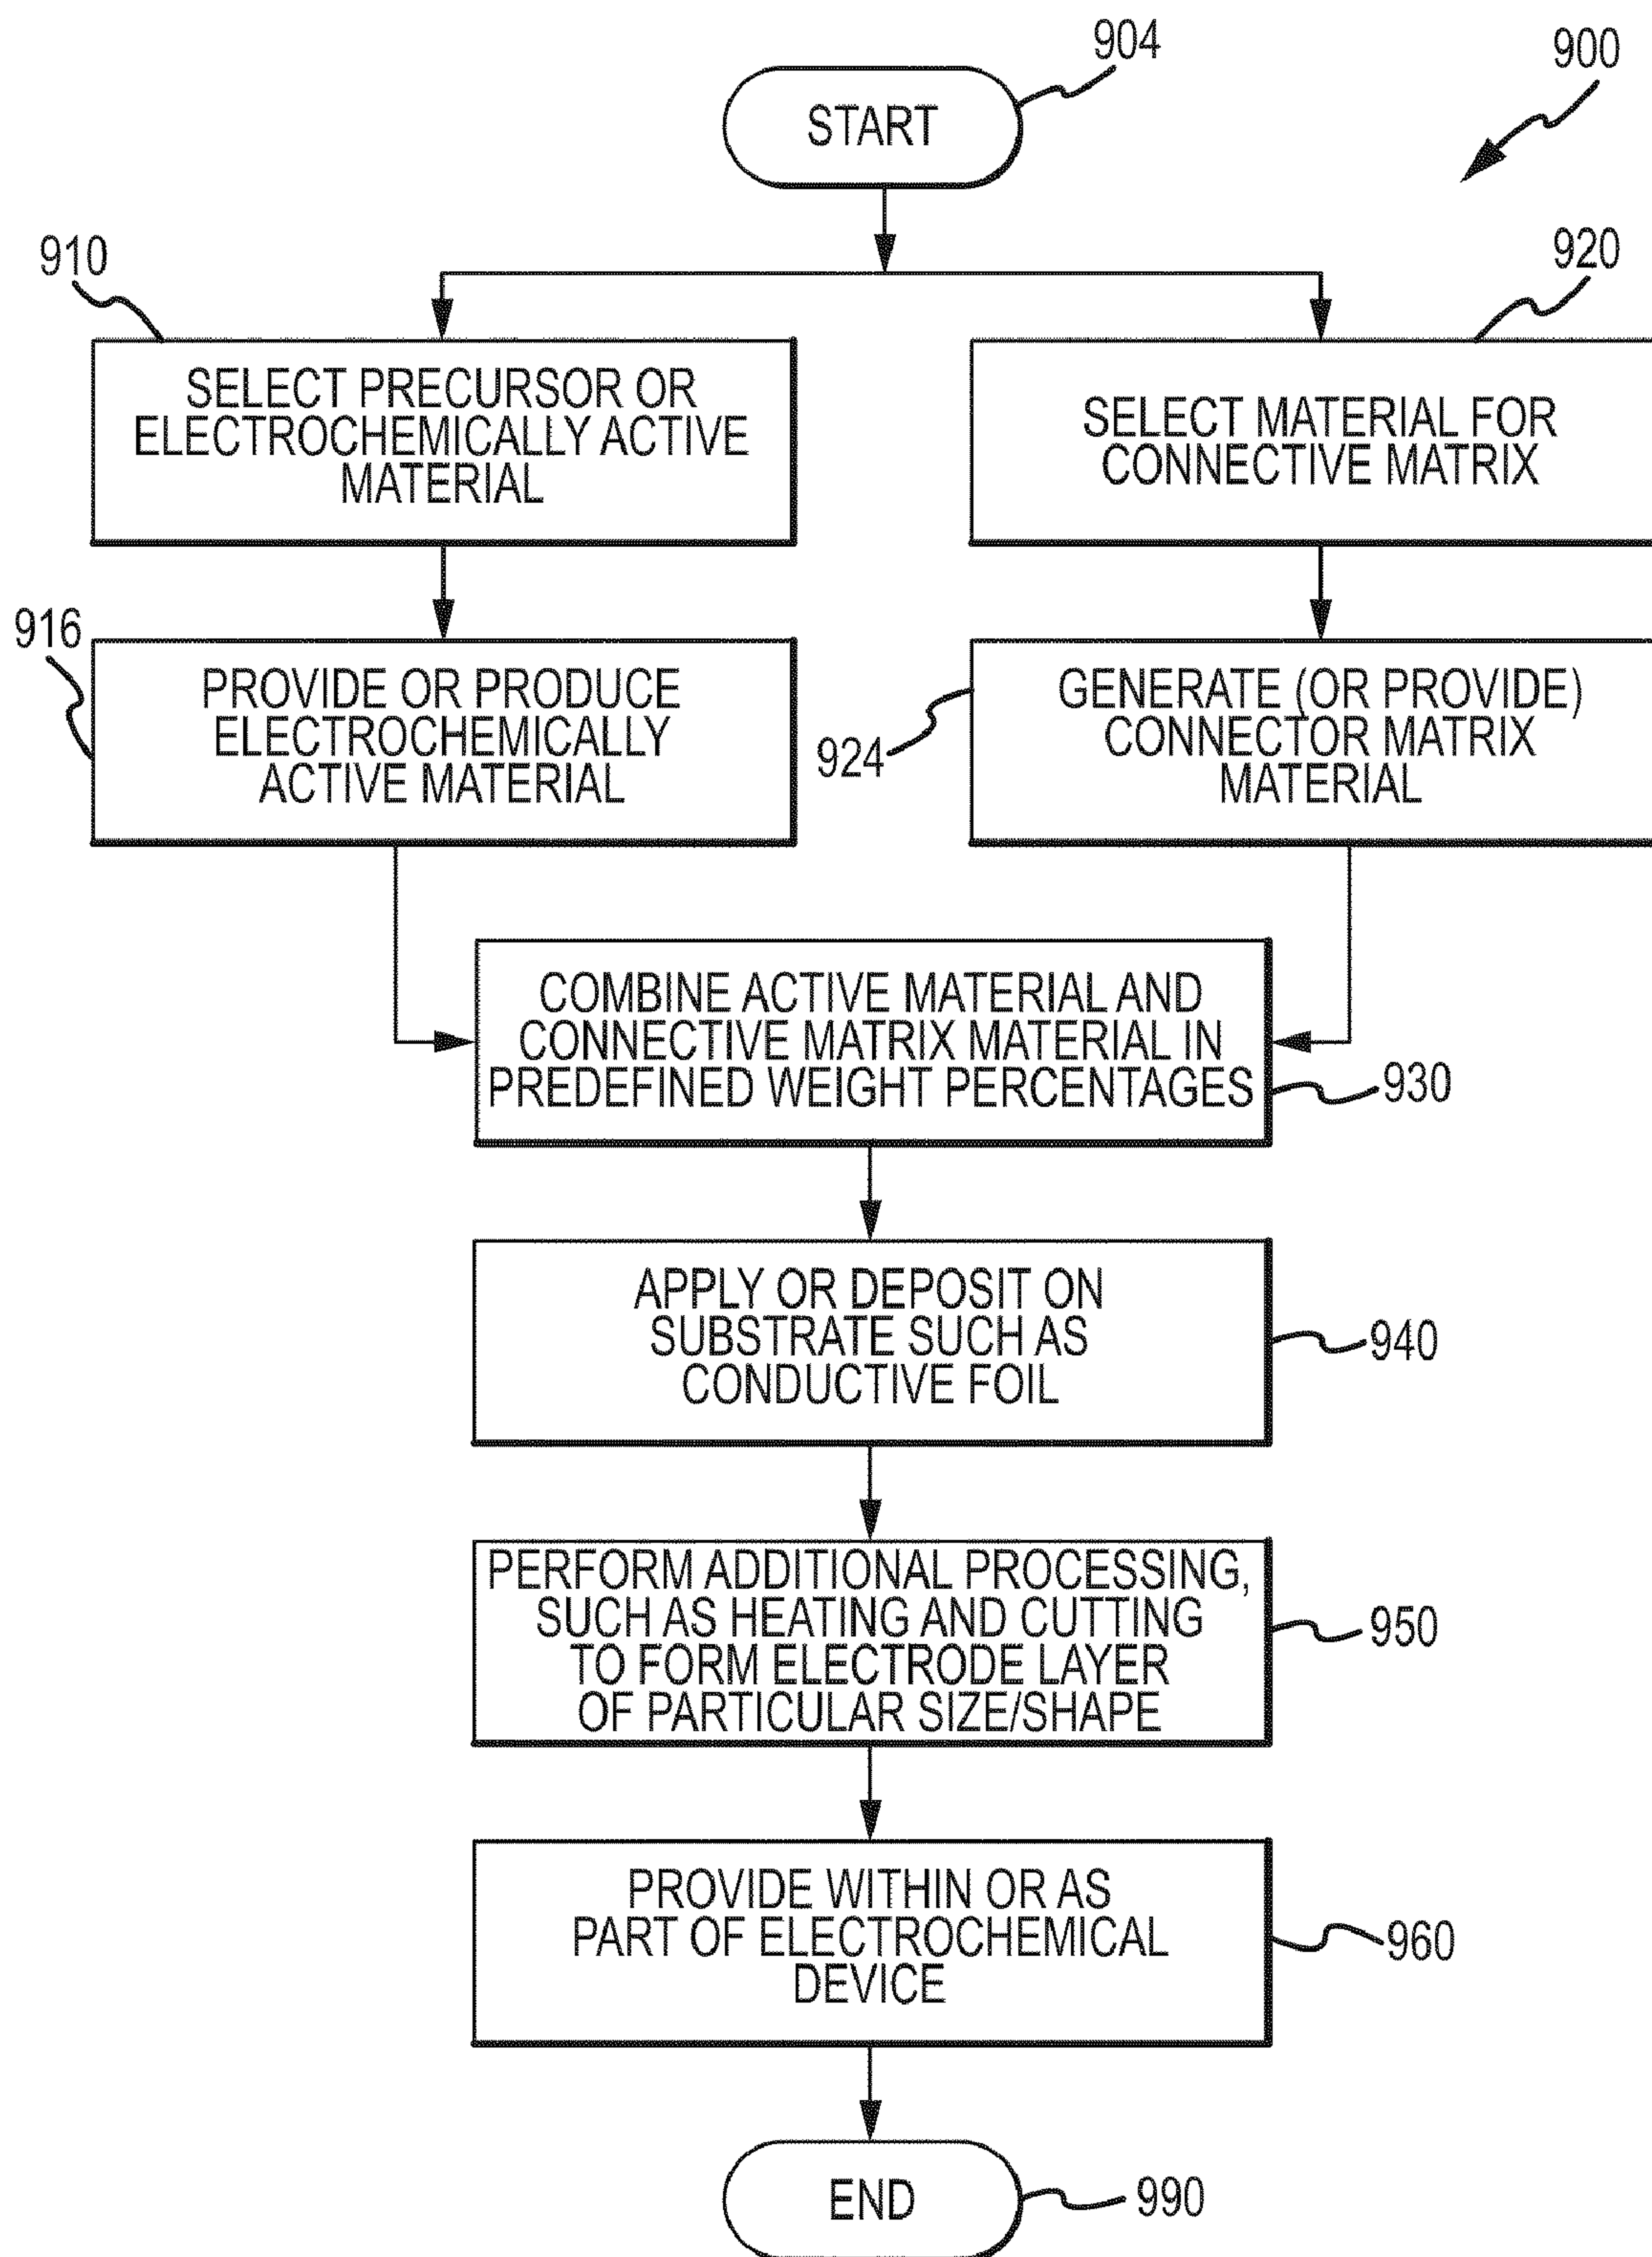 904
900
START
910
920
SELECT PRECURSOR OR
ELECTROCHEMICALLY ACTIVE
MATERIAL
SELECT MATERIAL FOR
CONNECTIVE MATRIX
916
PROVIDE OR PRODUCE
ELECTROCHEMICALLY
ACTIVE MATERIAL
924
GENERATE (OR PROVIDE)
CONNECTOR MATRIX
MATERIAL
COMBINE ACTIVE MATERIAL AND
CONNECTIVE MATRIX MATERIAL IN
PREDEFINED WEIGHT PERCENTAGES
930
APPLY OR DEPOSIT ON
SUBSTRATE SUCH AS
CONDUCTIVE FOIL
940
PERFORM ADDITIONAL PROCESSING,
SUCH AS HEATING AND CUTTING
TO FORM ELECTRODE LAYER
OF PARTICULAR SIZE/SHAPE
950
PROVIDE WITHIN OR AS
PART OF ELECTROCHEMICAL
DEVICE
960
END
990